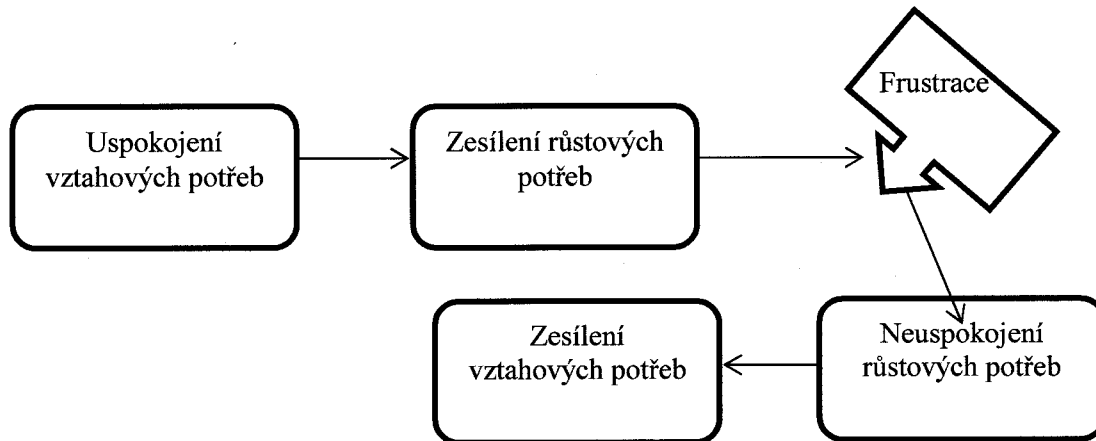 Uspokojení
vztahových potřeb
Zesílení růstových
potřeb
Frustrace
Neuspokojení
růstových potřeb
Zesílení
vztahových potřeb